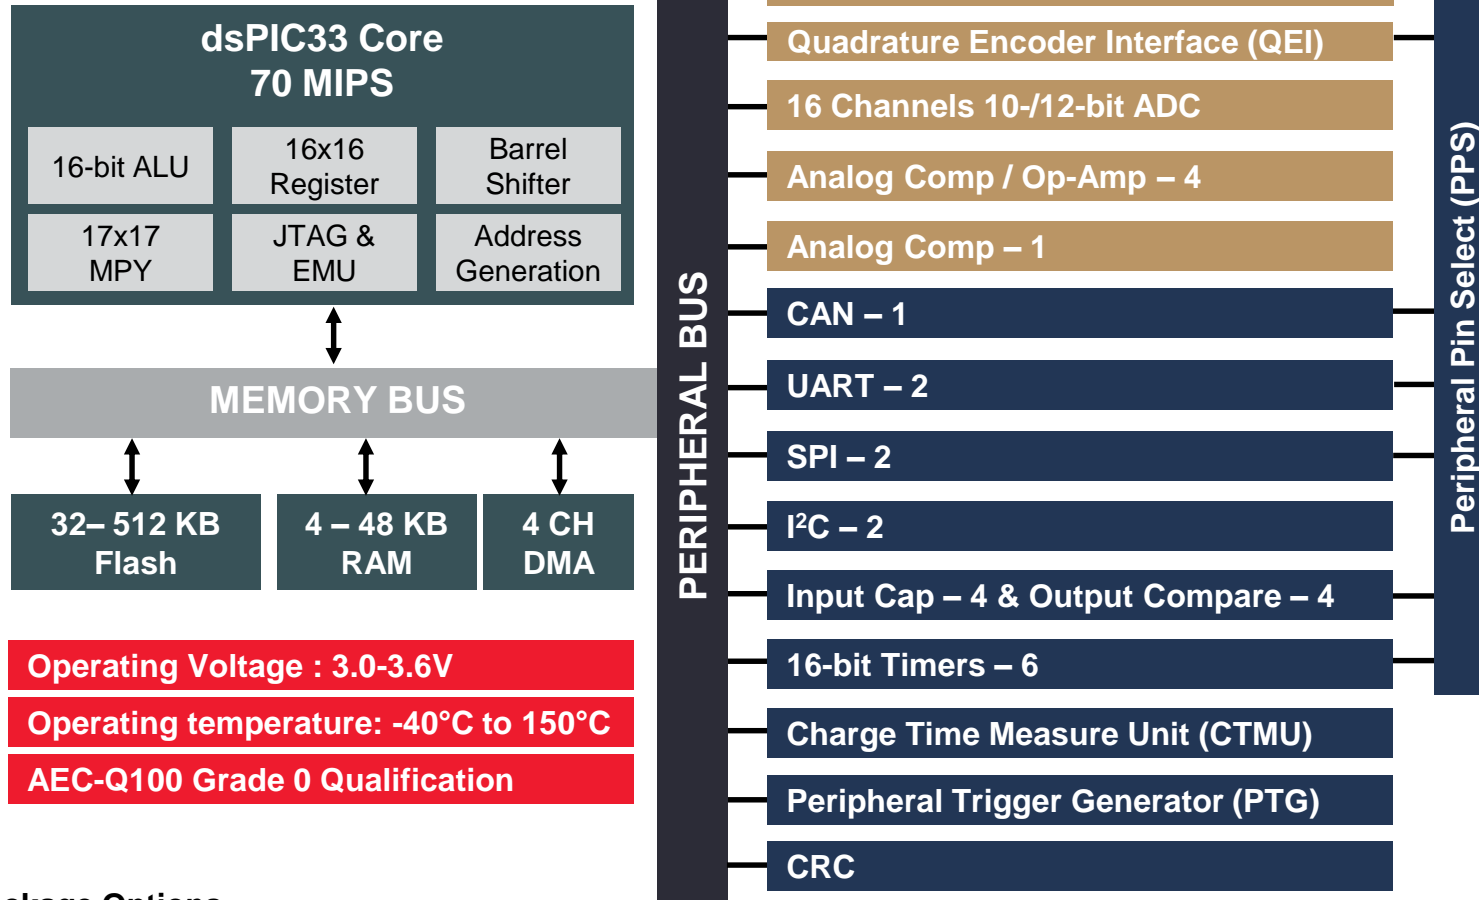 dsPIC33 Core
70 MIPS
16-bit ALU
16x16
Register
Barrel
Shifter
17x17
MPY
JTAG &
EMU
Address
Generation
MEMORY BUS
32– 512 KB
Flash
4 – 48 KB
RAM
4 CH
DMA
Operating Voltage : 3.0-3.6V
Operating temperature: -40°C to 150°C
AEC-Q100 Grade 0 Qualification
PERIPHERAL BUS
Quadrature Encoder Interface (QEI)
16 Channels 10-/12-bit ADC
Analog Comp / Op-Amp – 4
Analog Comp – 1
CAN – 1
UART – 2
SPI – 2
I²C – 2
Input Cap – 4 & Output Compare – 4
16-bit Timers – 6
Charge Time Measure Unit (CTMU)
Peripheral Trigger Generator (PTG)
CRC
Peripheral Pin Select (PPS)
Options